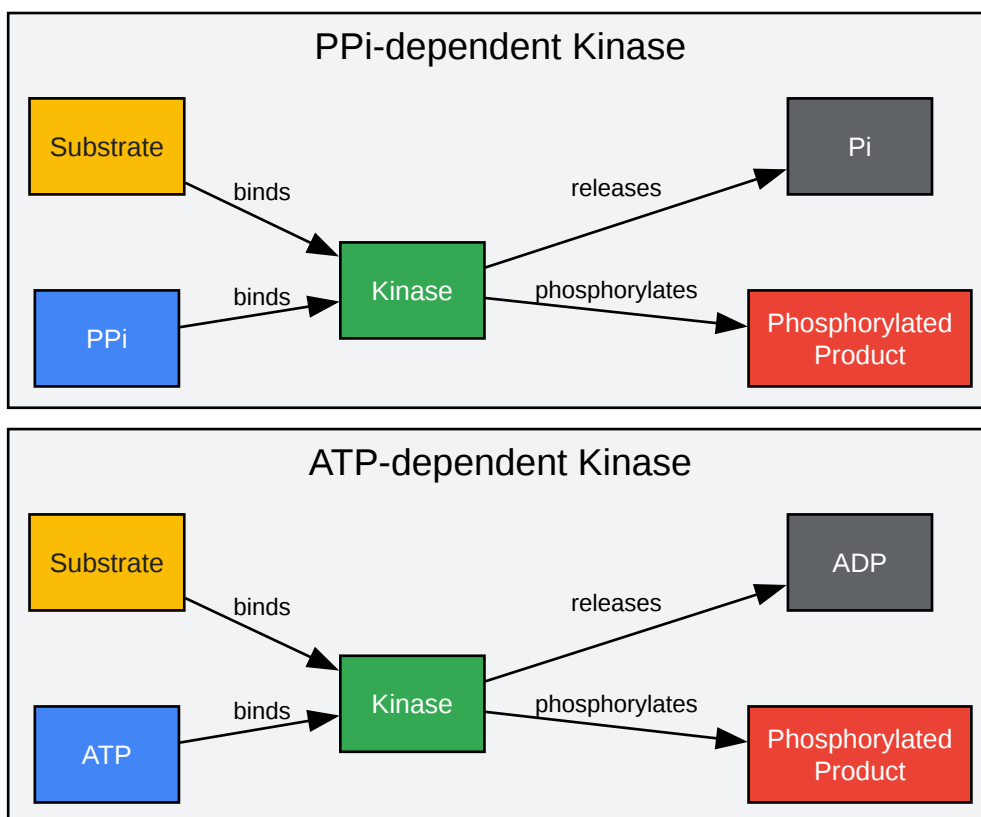 PPi-dependent Kinase
Substrate
Pi
binds
releases
Kinase
binds
phosphorylates
PPi
Phosphorylated
Product
ATP-dependent Kinase
Substrate
ADP
binds
releases
Kinase
binds
phosphorylates
ATP
Phosphorylated
Product